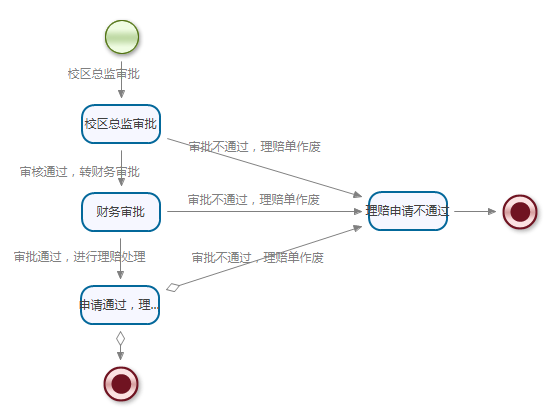 校区总监审批
校区总监审批
审批不通过，理赔单作废
审核通过，转财务审批
审批不通过，理赔单作废
财务审批
理赔申请不通过
审批通过，进行理赔处理
审批不通过，理赔单作废
申请通过，理...